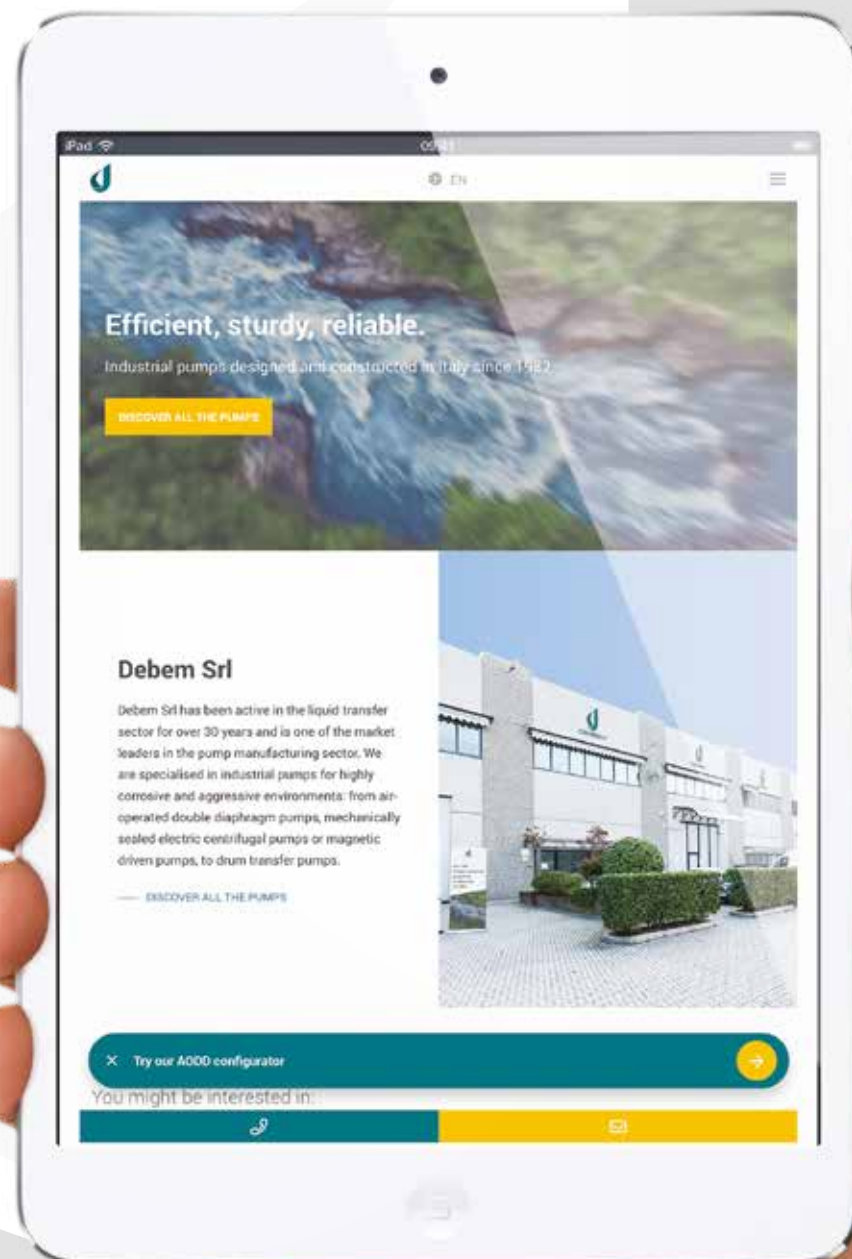 iPad
09:41
EN
Efficient, sturdy, reliable.
Industrial pumps designed and constructed in Italy since 1982
DISCOVER ALL THE PUMPS
Debem Srl
Debem Srl has been active in the liquid transfer
sector for over 30 years and is one of the market
leaders in the pump manufacturing sector. We
are specialised in industrial pumps for highly
corrosive and aggressive environments: from air-
operated double diaphragm pumps, mechanically
sealed electric centrifugal pumps or magnetic
driven pumps, to drum transfer pumps.
DISCOVER ALL THE PUMPS
Try our AODD configurator
You might be interested in: